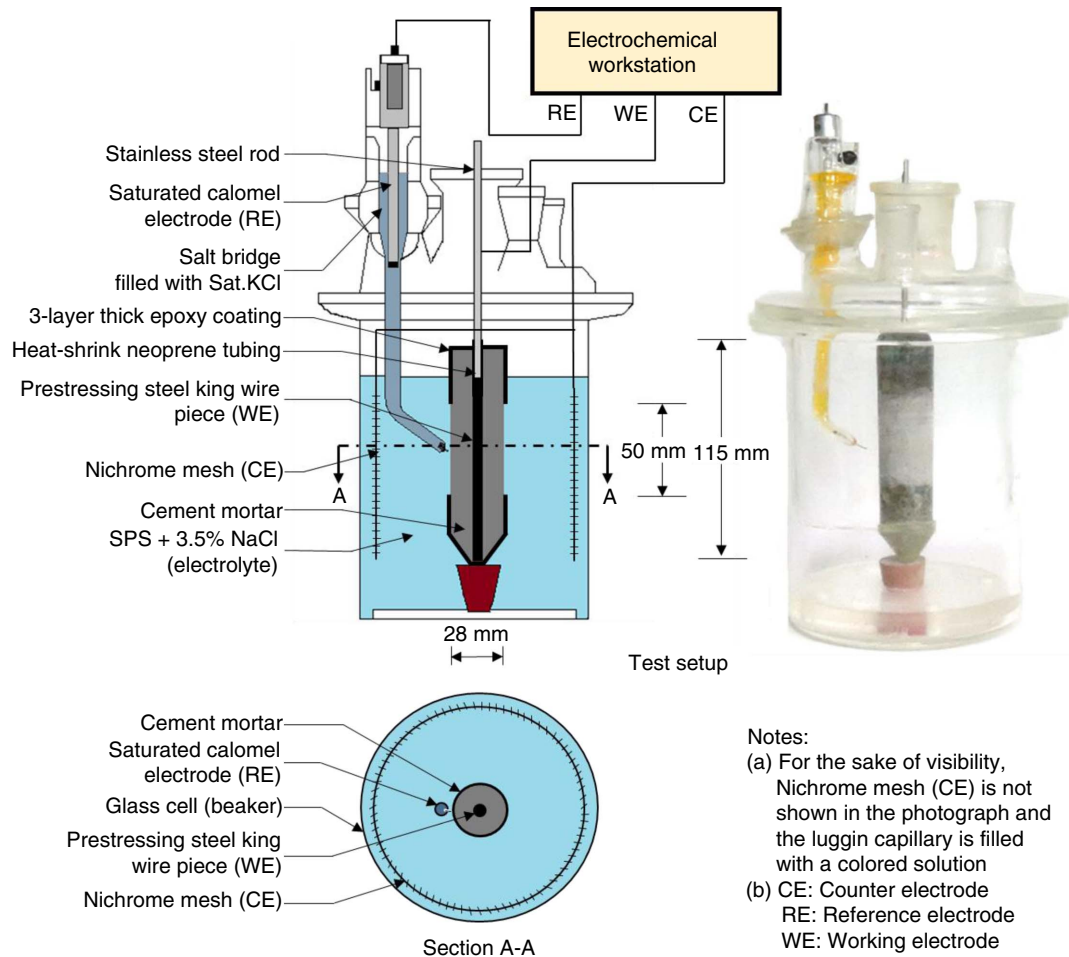 Electrochemical
workstation
RE
WE
CE
Stainless steel rod
Saturated calomel
electrode (RE)
Salt bridge
filled with Sat.KCl
3-layer thick epoxy coating
Heat-shrink neoprene tubing
Prestressing steel king wire
piece (WE)
Nichrome mesh (CE)
Cement mortar
SPS + 3.5% NaCl
(electrolyte)
A
A
50 mm
115 mm
28 mm
Test setup
Cement mortar
Saturated calomel
electrode (RE)
Glass cell (beaker)
Prestressing steel king
wire piece (WE)
Nichrome mesh (CE)
Section A-A
Notes:
(a) For the sake of visibility,
Nichrome mesh (CE) is not
shown in the photograph and
the luggin capillary is filled
with a colored solution
(b) CE: Counter electrode
RE: Reference electrode
WE: Working electrode